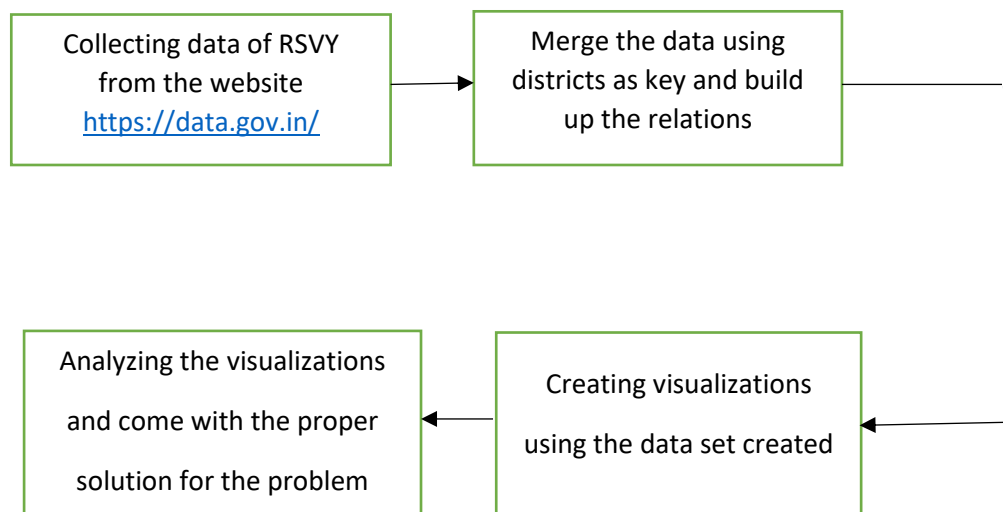 Collecting data of RSVY
from the website
https://data.gov.in/
Merge the data using
districts as key and build
up the relations
Creating visualizations
using the data set created
Analyzing the visualizations
and come with the proper
solution for the problem